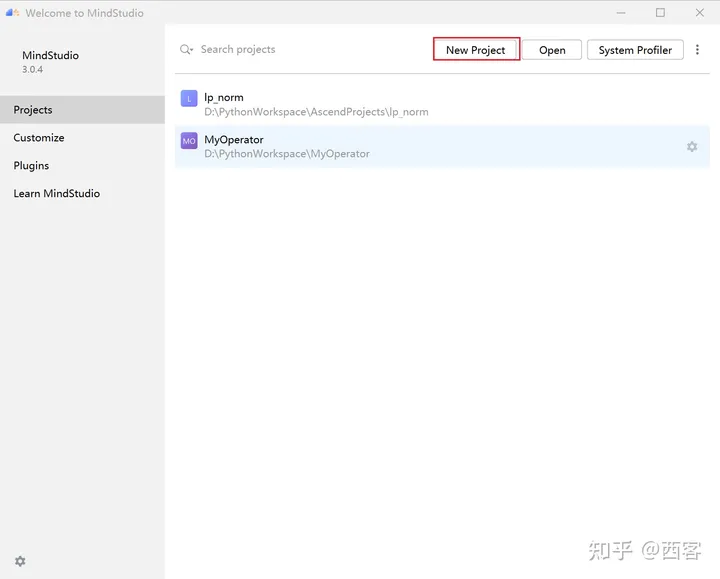 Welcome to MindStudio
MindStudio
3.0.4
Projects
Customize
Plugins
Learn MindStudio
Search projects
New Project
Open
System Profiler
L
lp_norm
D:\PythonWorkspace\AscendProjects\lp_norm
MO
MyOperator
D:\PythonWorkspace\MyOperator
知乎 @西客